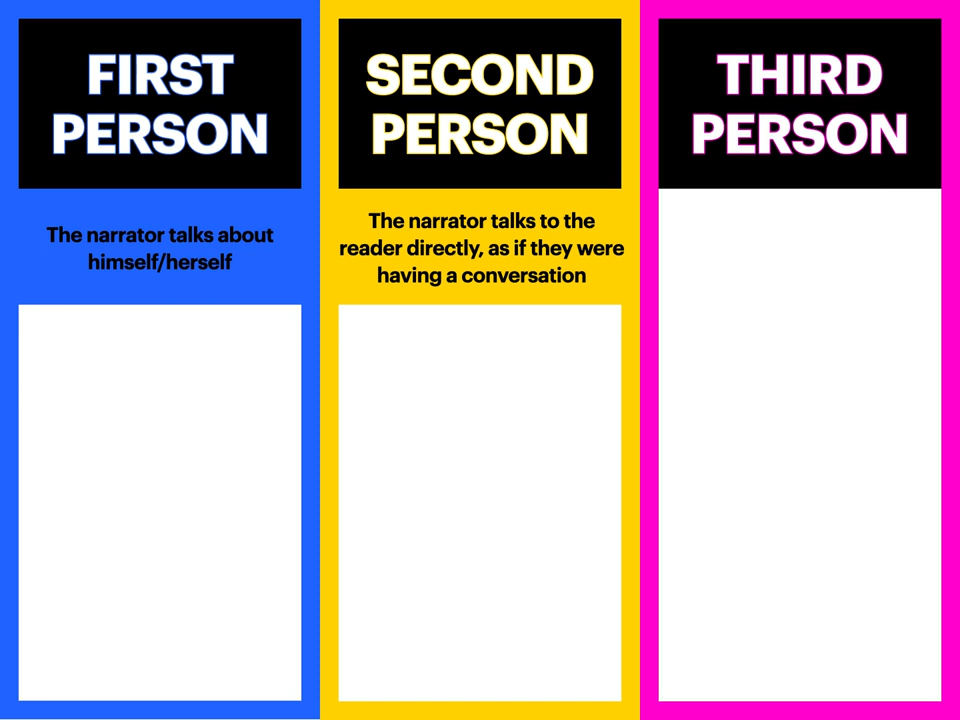 FIRST
PERSON
The narrator talks about
himself/herself
SECOND
PERSON
The narrator talks to the
reader directly, as if they were
having a conversation
THIRD
PERSON